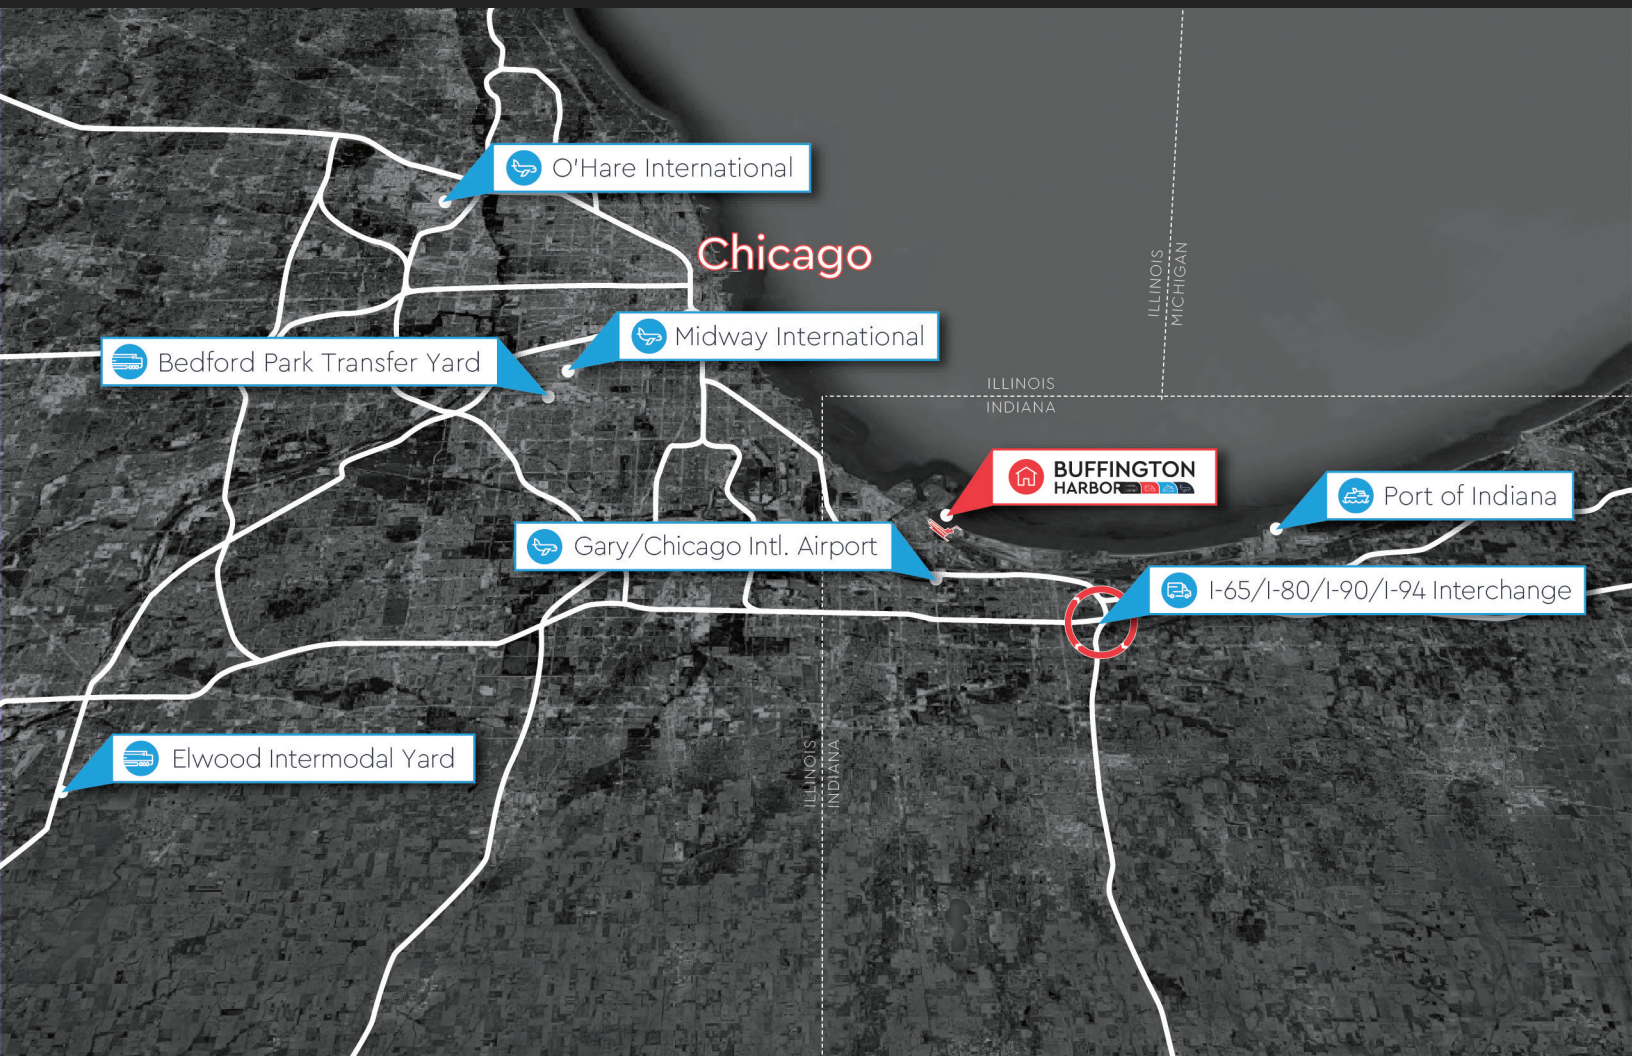 O'Hare International
Chicago
ILLINOIS
MICHIGAN
Midway International
Bedford Park Transfer Yard
ILLINOIS
INDIANA
BUFFINGTON
HARBOR
Port of Indiana
Gary/Chicago Intl. Airport
I-65/I-80/I-90/I-94 Interchange
Elwood Intermodal Yard
ILLINOIS
INDIANA